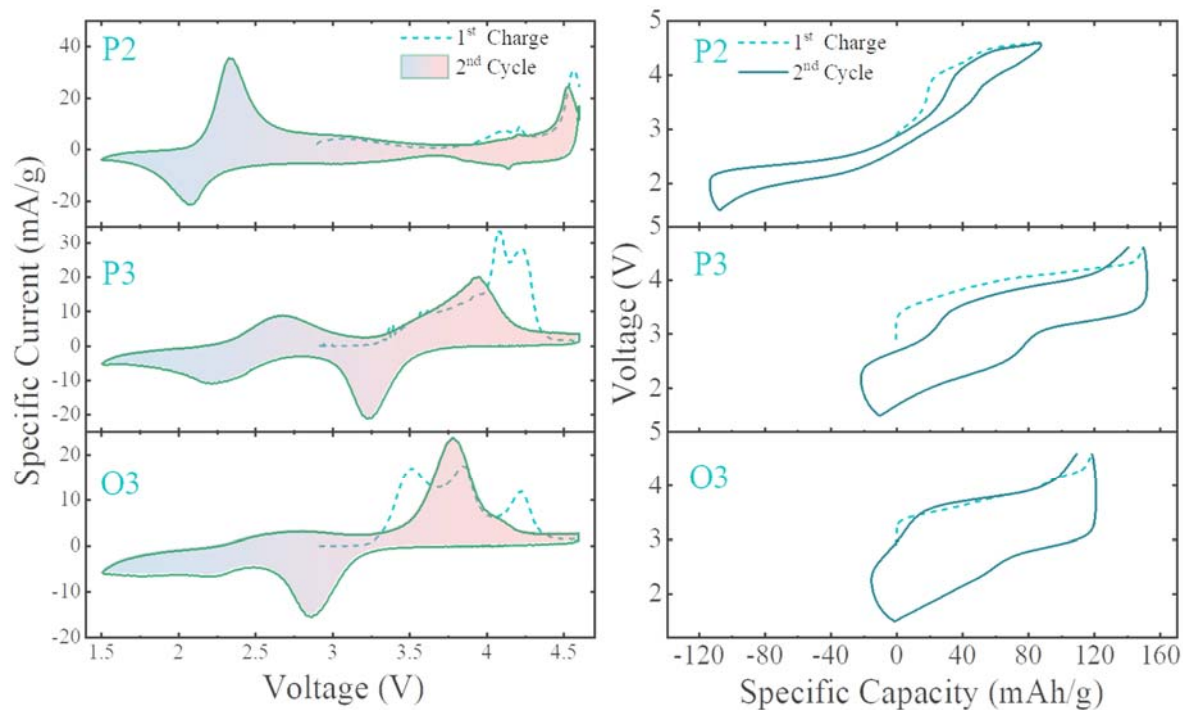 Specific Current (mA/g)
P2
1st Charge
2nd Cycle
40
20
0
-20
P3
30
20
10
0
-10
-20
O3
20
10
0
-10
-20
1.5 2 2.5 3 3.5 4 4.5
Voltage (V)
Voltage (V)
P2
1st Charge
2nd Cycle
5
4
3
2
5
P3
4
3
2
5
O3
4
3
2
-120 -80 -40 0 40 80 120 160
Specific Capacity (mAh/g)